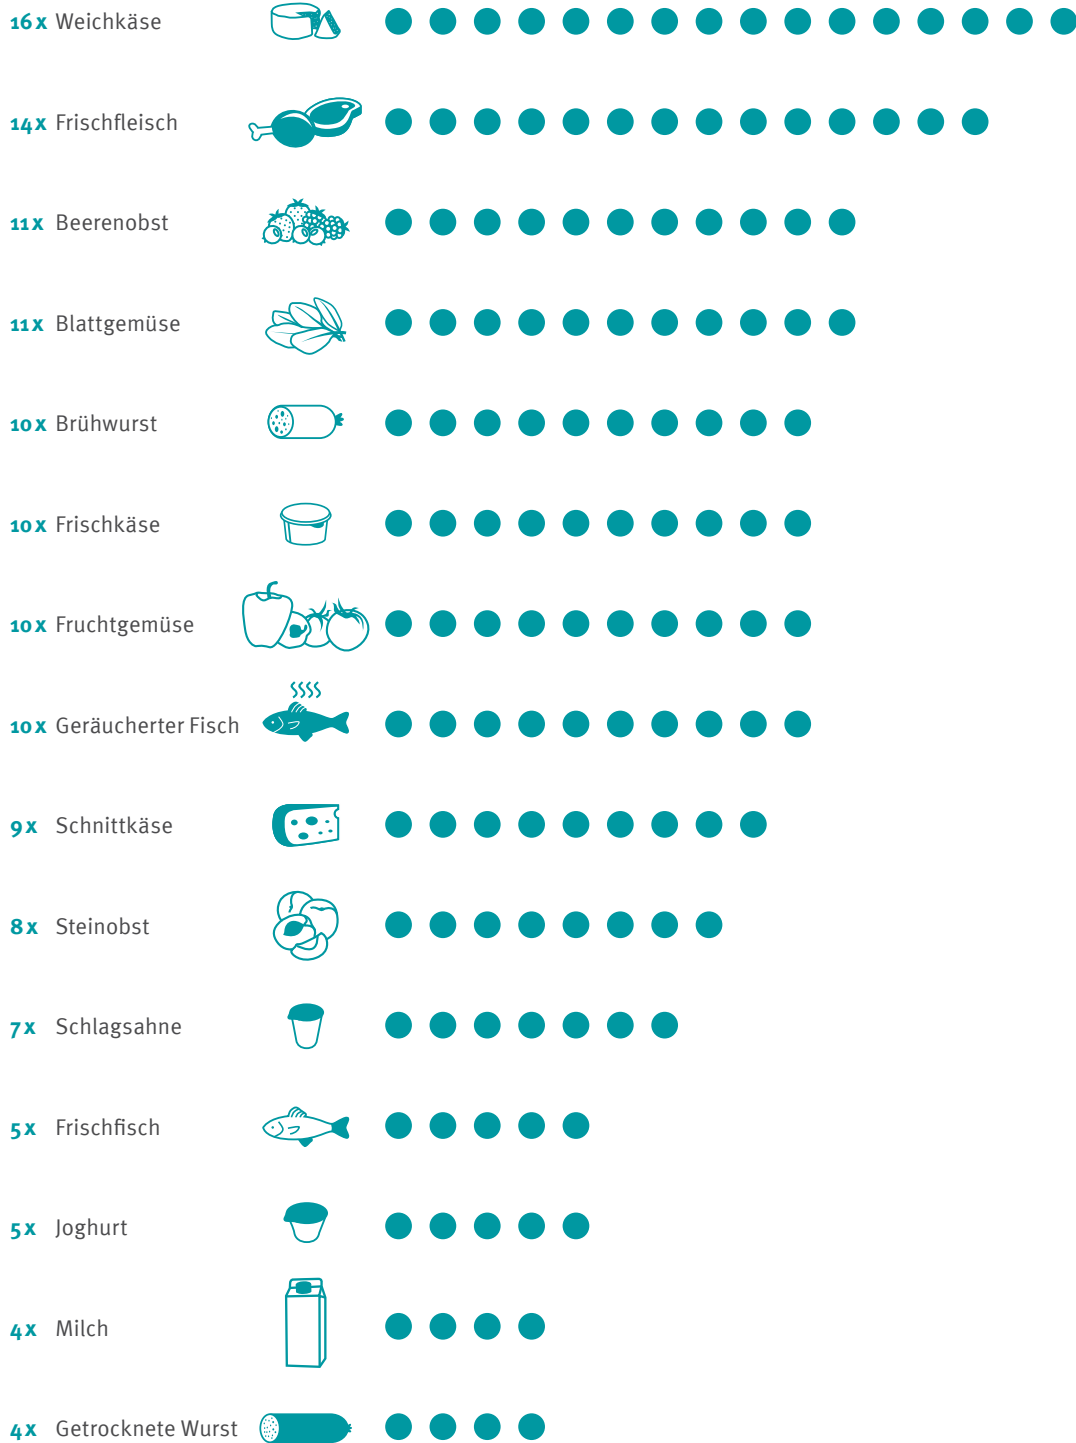 16x Weichkäse
14x Frischfleisch
11x Beerenobst
11x Blattgemüse
10x Brühwurst
10x Frischkäse
10x Fruchtgemüse
10x Geräucherter Fisch
9x Schnittkäse
8x Steinobst
7x Schlagsahne
5x Frischfisch
5x Joghurt
4x Milch
4x Getrocknete Wurst